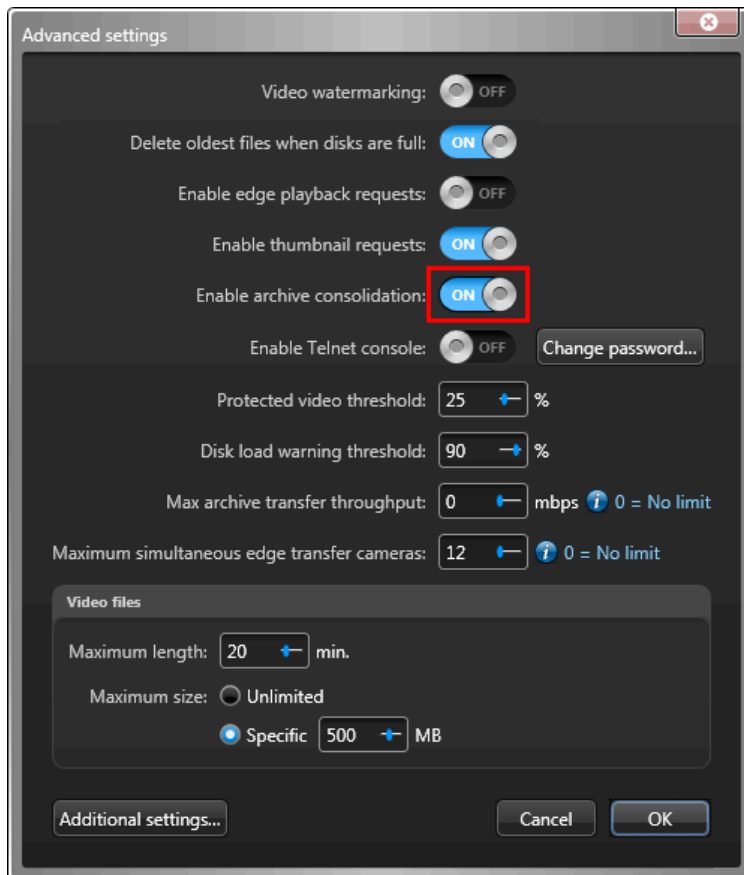 Advanced settings
Video watermarking: OFF
Delete oldest files when disks are full: ON
Enable edge playback requests: OFF
Enable thumbnail requests: ON
Enable archive consolidation: ON
Enable Telnet console: OFF Change password...
Protected video threshold: 25 %
Disk load warning threshold: 90 %
Max archive transfer throughput: 0 mbps i 0 = No limit
Maximum simultaneous edge transfer cameras: 12 i 0 = No limit
Video files
Maximum length: 20 min.
Maximum size: Unlimited
Specific 500 MB
Additional settings... Cancel OK